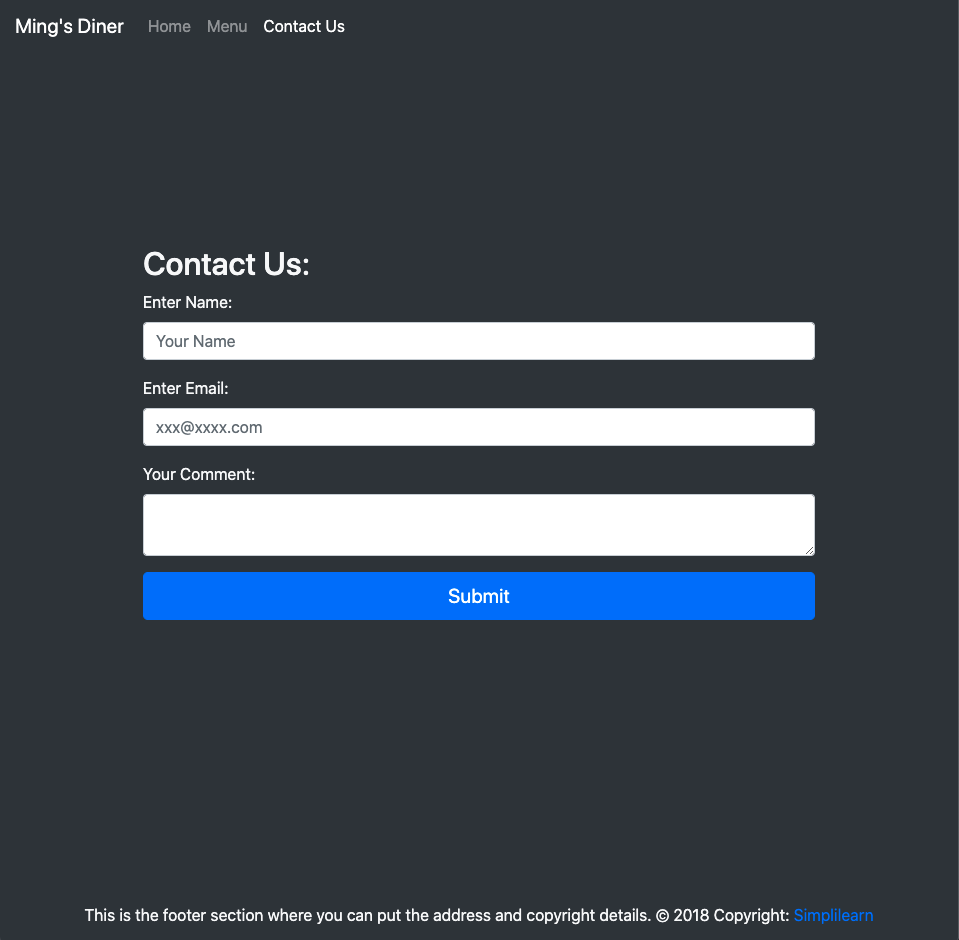 Ming's Diner Home Menu Contact Us
Contact Us:
Enter Name:
Your Name
Enter Email:
xxx@xxxx.com
Your Comment:
Submit
This is the footer section where you can put the address and copyright details. © 2018 Copyright: Simplilearn